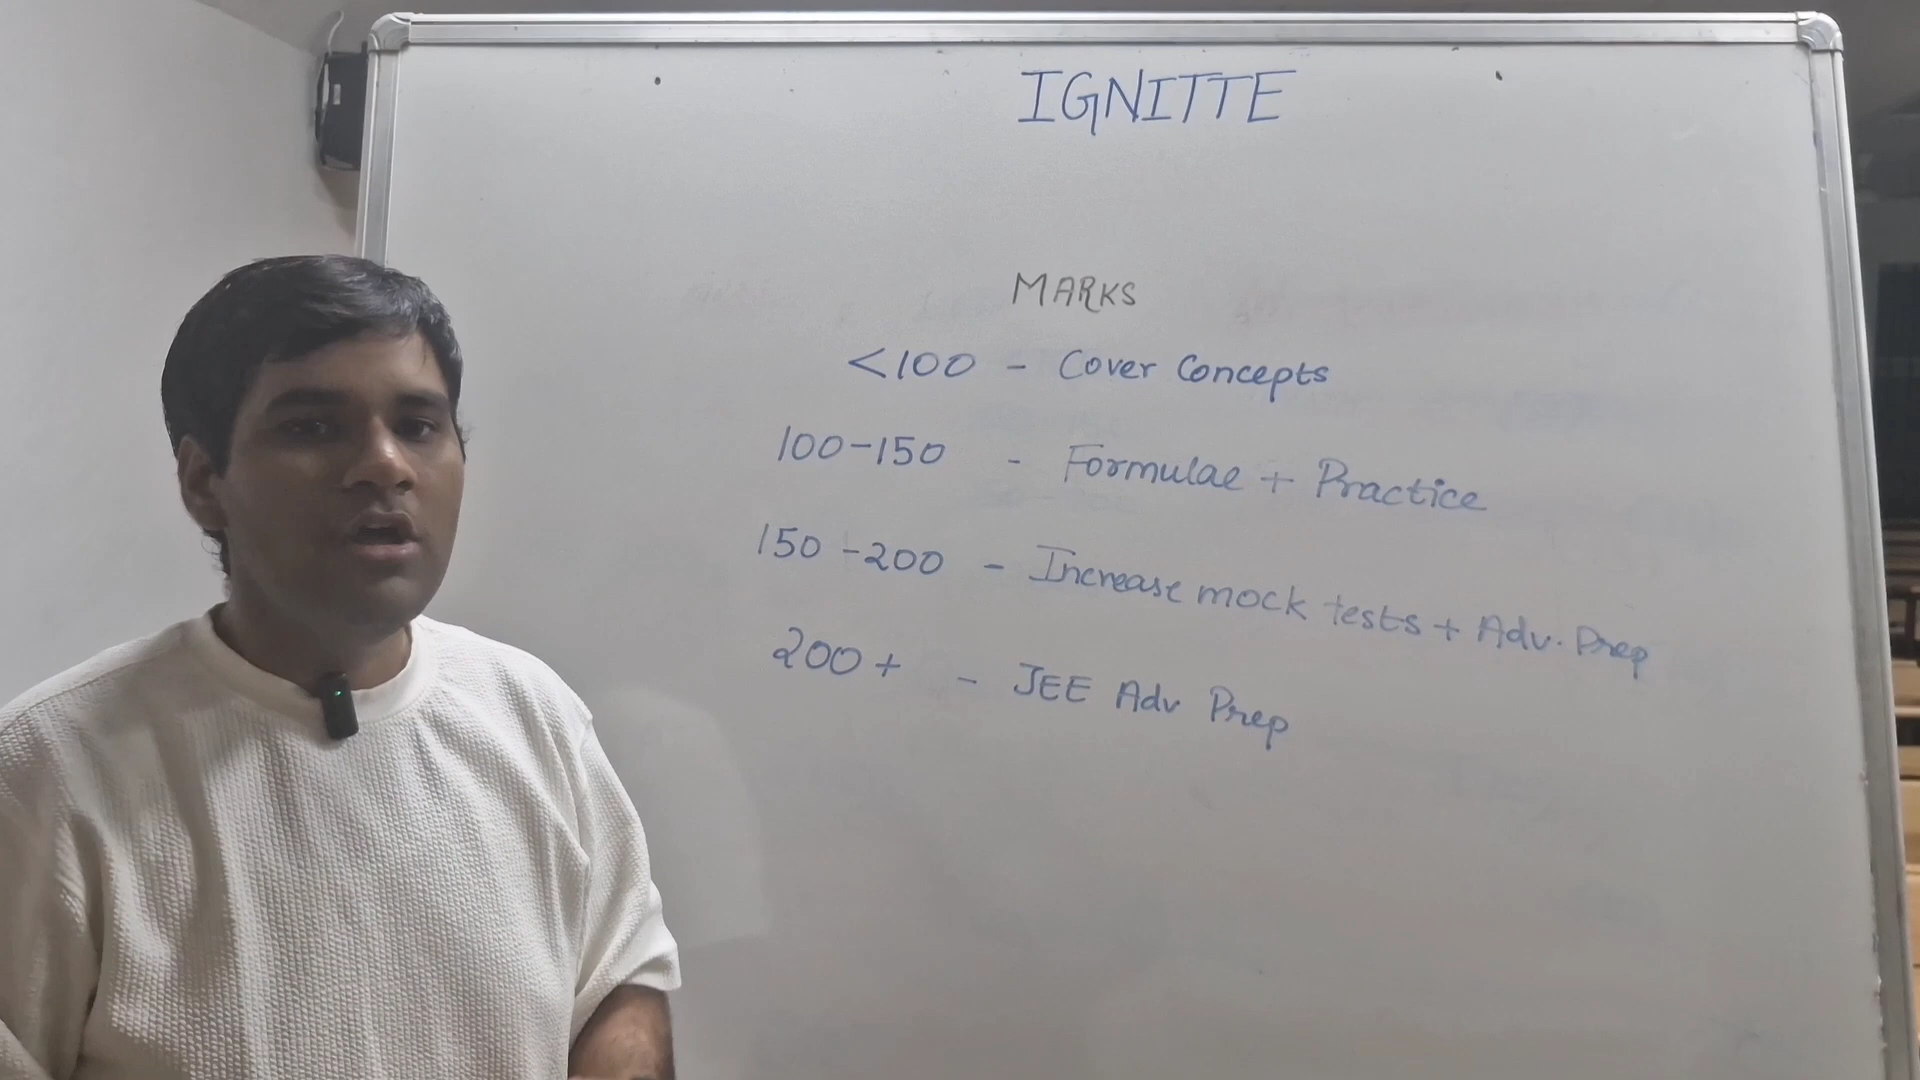 IGNITTE
MARKS
<100 - Cover Concepts
100-150 - Formulae + Practice
150-200 - Increase mock tests + Adv. Prep
200+ - JEE Adv Prep